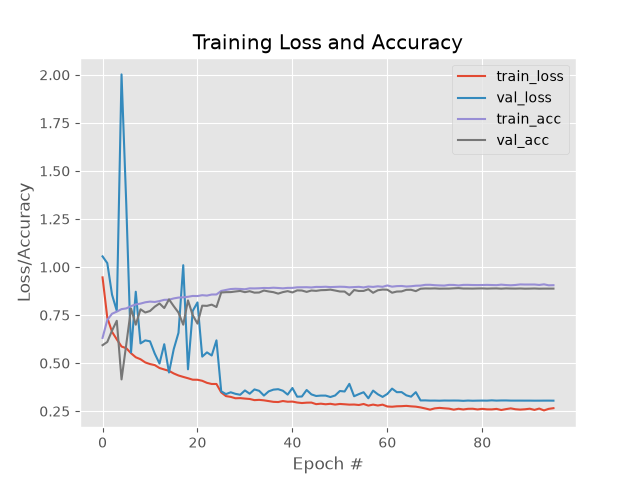 Training Loss and Accuracy
train_loss
val_loss
train_acc
val_acc
2.00
1.75
1.50
1.25
1.00
0.75
0.50
0.25
Loss/Accuracy
0 20 40 60 80
Epoch #